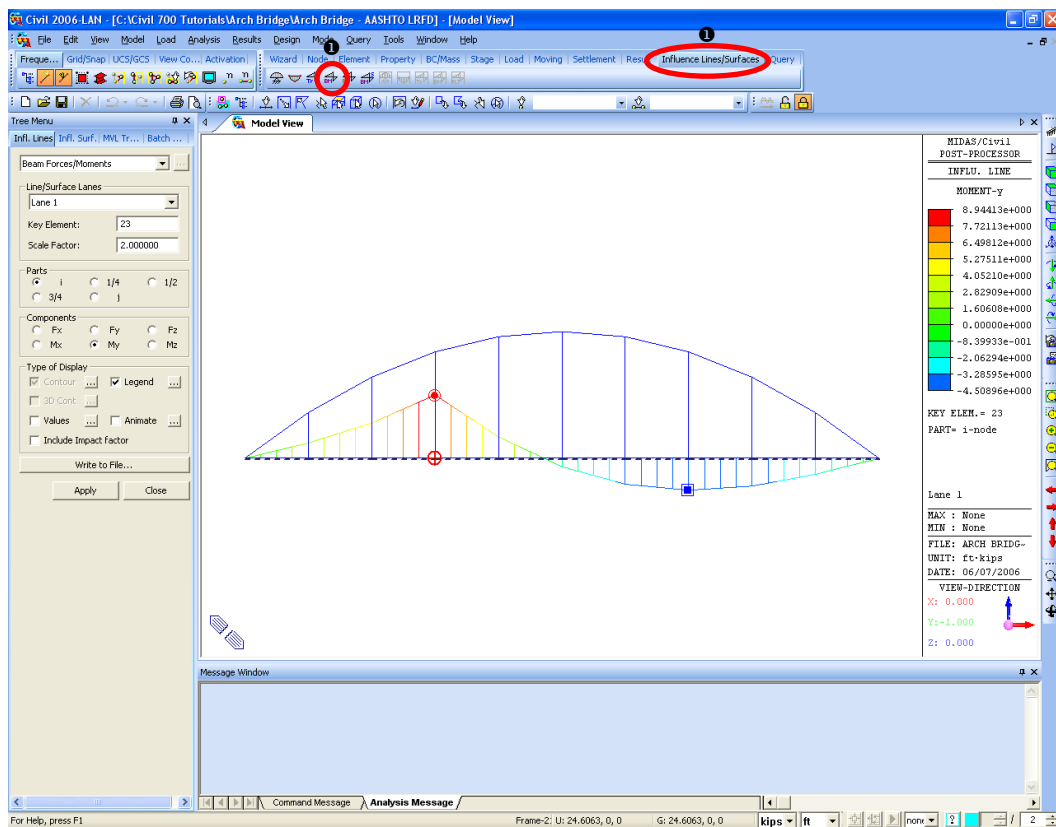 Civil 2006-LAN - [C:\Civil 700 Tutorials\Arch Bridge\Arch Bridge - AASHTO LRFD] - [Model View]
File Edit View Model Load Analysis Results Design Mode Query Tools Window Help
1 1
Freque... Grid/Snap UCS/GCS View Co... Activation Wizard Node Element Property BC/Mass Stage Load Moving Settlement Resu Influence Lines/Surfaces Query
Tree Menu
Model View
Infl. Lines Infl. Surf. MVL Tr... Batch ...
Beam Forces/Moments ...
Line/Surface Lanes
Lane 1
Key Element: 23
Scale Factor: 2.000000
Parts
i 1/4 1/2
3/4 j
Components
Fx Fy Fz
Mx My Mz
Type of Display
Contour ... Legend ...
3D Cont ...
Values ... Animate ...
Include Impact factor
Write to File...
Apply Close
MIDAS/Civil
POST-PROCESSOR
INFLU. LINE
MOMENT-y
8.94413e+000
7.72113e+000
6.49812e+000
5.27511e+000
4.05210e+000
2.82909e+000
1.60608e+000
0.00000e+000
-8.39933e-001
-2.06294e+000
-3.28595e+000
-4.50896e+000
KEY ELEM.= 23
PART= i-node
Lane 1
MAX : None
MIN : None
FILE: ARCH BRIDG~
UNIT: ft·kips
DATE: 06/07/2006
VIEW-DIRECTION
X: 0.000
Y:-1.000
Z: 0.000
Message Window
Command Message Analysis Message
For Help, press F1 Frame-2: U: 24.6063, 0, 0 G: 24.6063, 0, 0 kips ft none ? / 2